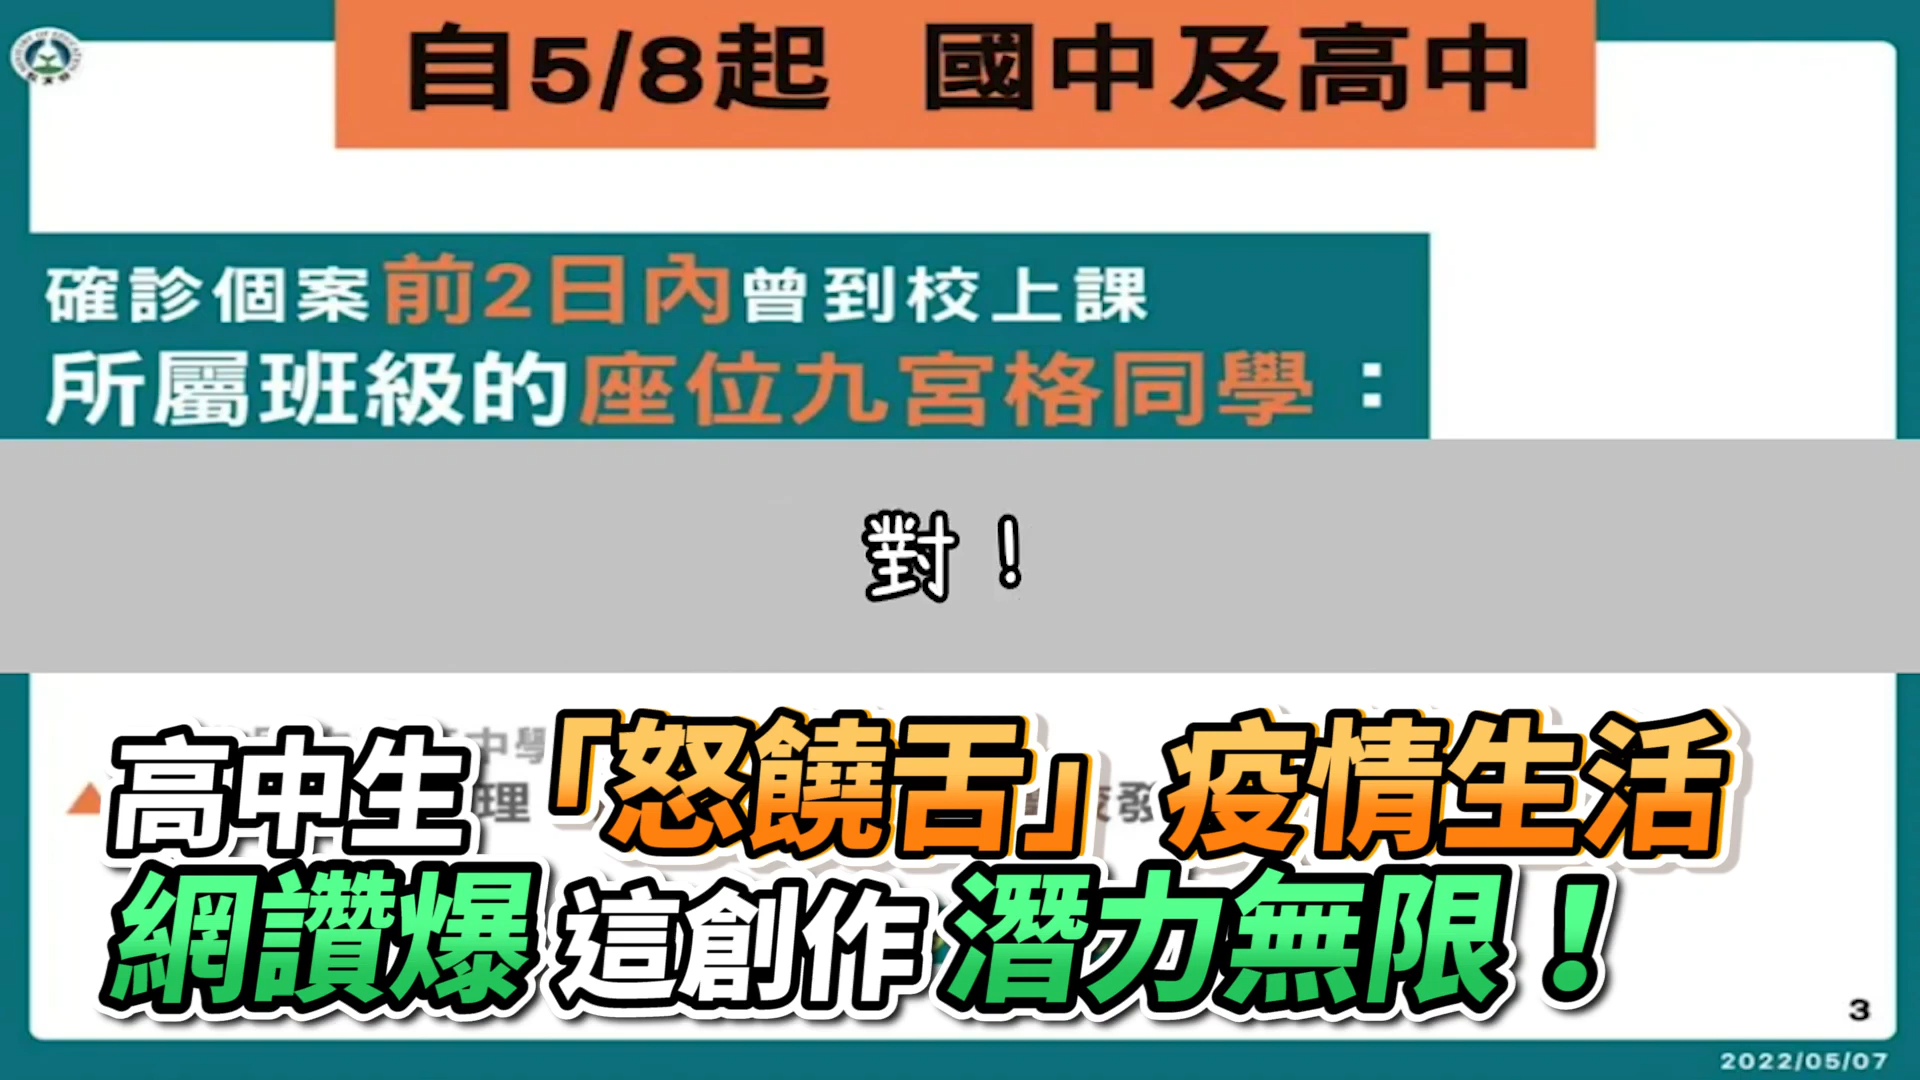 自5/8起 國中及高中
確診個案前2日內曾到校上課
所屬班級的座位九宮格同學：
對！
高中生「怒饒舌」疫情生活
網讚爆 這創作 潛力無限！
3
2022/05/07